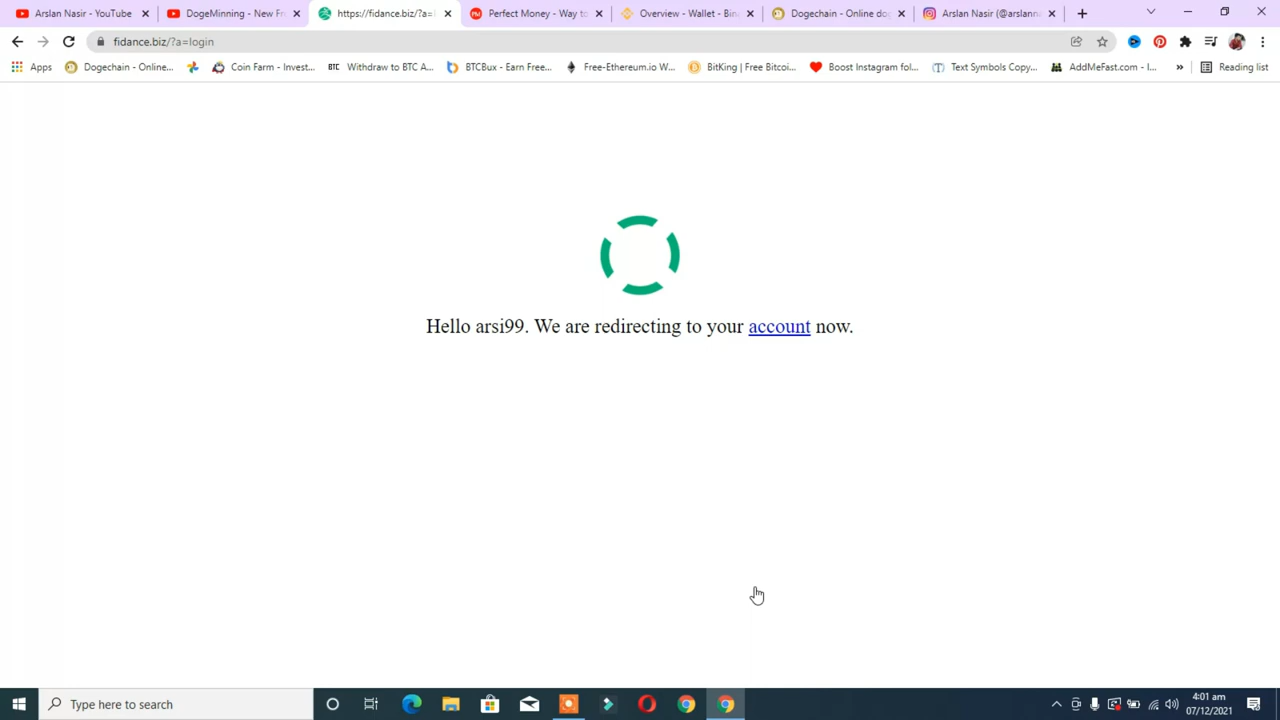 Arslan Nasir - YouTube
DogeMinning - New Fr
https://fidance.biz/?a=l
Perfect Money - Way to
Overview - Wallet - Bin
Dogechain - Online do
Arslan Nasir (@arslann
fidance.biz/?a=login
Apps
Dogechain - Online...
Coin Farm - Invest...
BTC Withdraw to BTC A...
BTCBux - Earn Free...
Free-Ethereum.io W...
BitKing | Free Bitcoi...
Boost Instagram fol...
Text Symbols Copy...
AddMeFast.com - I...
»
Reading list
Hello arsi99. We are redirecting to your account now.
Type here to search
4:01 am
07/12/2021